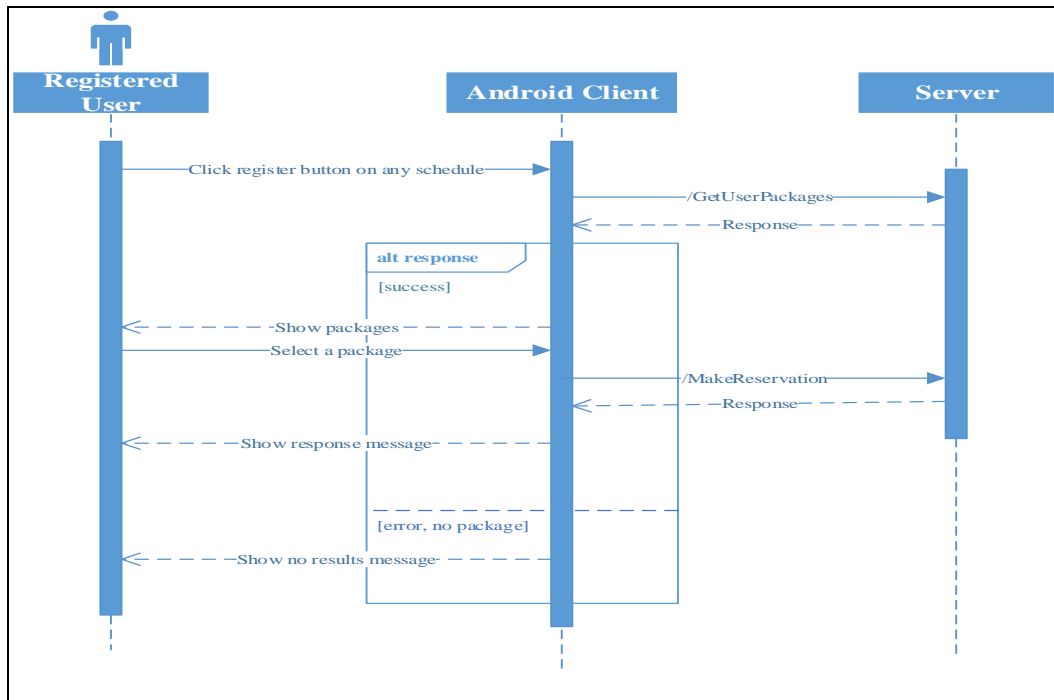 Registered
User
Android Client
Server
Click register button on any schedule
/GetUserPackages
Response
alt response
[success]
Show packages
Select a package
/MakeReservation
Response
Show response message
[error, no package]
Show no results message